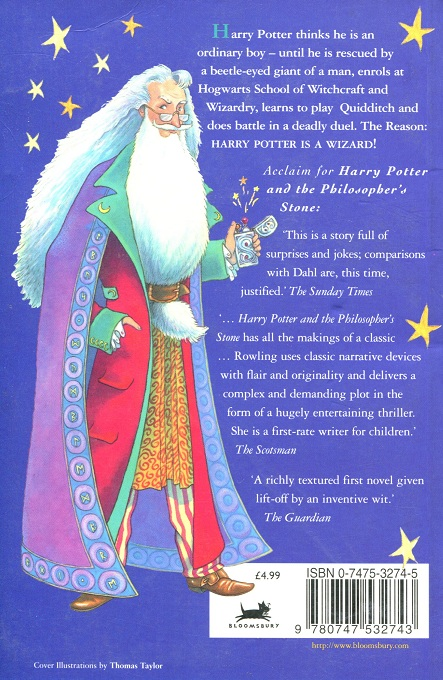 Harry Potter thinks he is an
ordinary boy – until he is rescued by
a beetle-eyed giant of a man, enrols at
Hogwarts School of Witchcraft and
Wizardry, learns to play Quidditch and
does battle in a deadly duel. The Reason:
HARRY POTTER IS A WIZARD!
Acclaim for Harry Potter
and the Philosopher's
Stone:
'This is a story full of
surprises and jokes; comparisons
with Dahl are, this time,
justified.' The Sunday Times
'… Harry Potter and the Philosopher's
Stone has all the makings of a classic
… Rowling uses classic narrative devices
with flair and originality and delivers a
complex and demanding plot in the
form of a hugely entertaining thriller.
She is a first-rate writer for children.'
The Scotsman
'A richly textured first novel given
lift-off by an inventive wit.'
The Guardian
£4.99
BLOOMSBURY
ISBN 0-7475-3274-5
9 780747 532743
http://www.bloomsbury.com
Cover Illustrations by Thomas Taylor